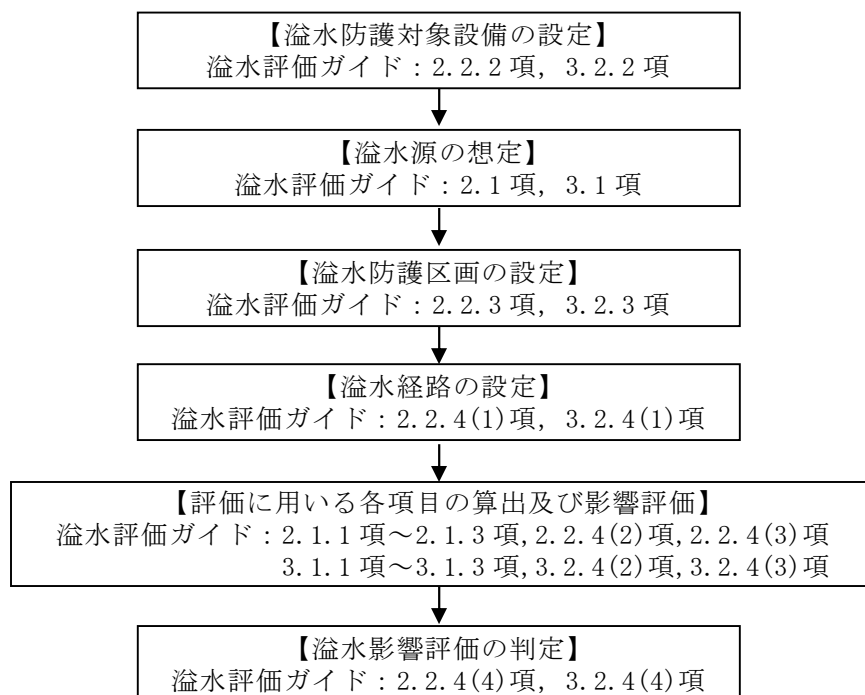 【溢水防護対象設備の設定】
溢水評価ガイド：2.2.2 項，3.2.2 項
【溢水源の想定】
溢水評価ガイド：2.1 項，3.1 項
【溢水防護区画の設定】
溢水評価ガイド：2.2.3 項，3.2.3 項
【溢水経路の設定】
溢水評価ガイド：2.2.4(1)項，3.2.4(1)項
【評価に用いる各項目の算出及び影響評価】
溢水評価ガイド：2.1.1 項～2.1.3 項,2.2.4(2)項,2.2.4(3)項
3.1.1 項～3.1.3 項,3.2.4(2)項,3.2.4(3)項
【溢水影響評価の判定】
溢水評価ガイド：2.2.4(4)項，3.2.4(4)項